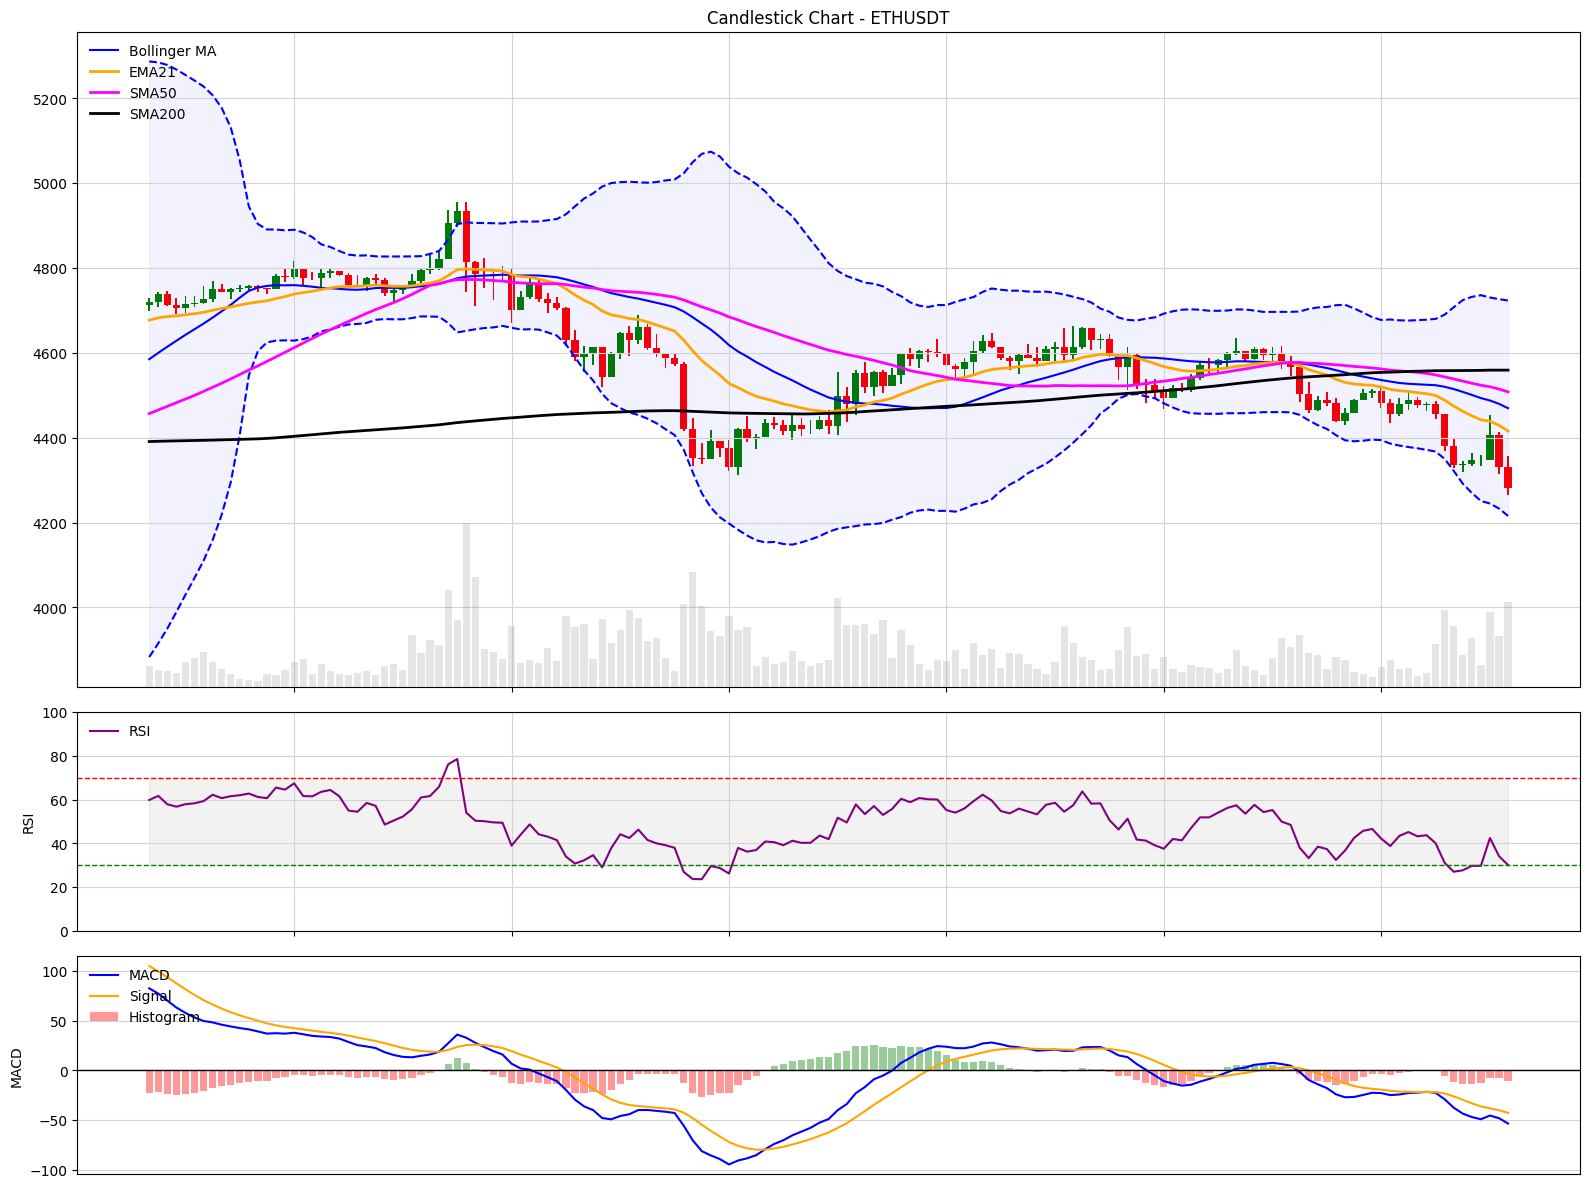 Candlestick Chart - ETHUSDT
Bollinger MA
EMA21
SMA50
SMA200
5200
5000
4800
4600
4400
4200
4000
RSI
100
80
60
40
20
0
RSI
MACD
Signal
Histogram
100
50
0
−50
−100
MACD